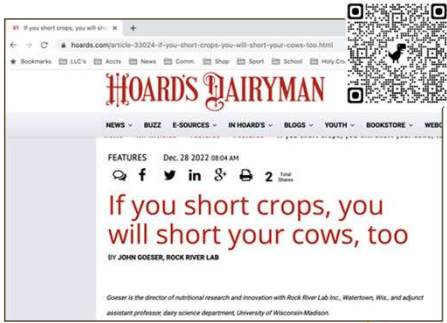 If you short crops, you will sho
hoards.com/article-33024-if-you-short-crops-you-will-short-your-cows-too.html
Bookmarks LLC's Accts News Comm. Shop Sport School Holy
HOARD'S DAIRYMAN
NEWS BUZZ E-SOURCES IN HOARD'S BLOGS YOUTH BOOKSTORE
FEATURES Dec. 28 2022 08:04 AM
2 Total Shares
If you short crops, you
will short your cows, too
BY JOHN GOESER, ROCK RIVER LAB
Goeser is the director of nutritional research and innovation with Rock River Lab Inc., Watertown, Wis., and adjunct
assistant professor, dairy science department, University of Wisconsin-Madison.